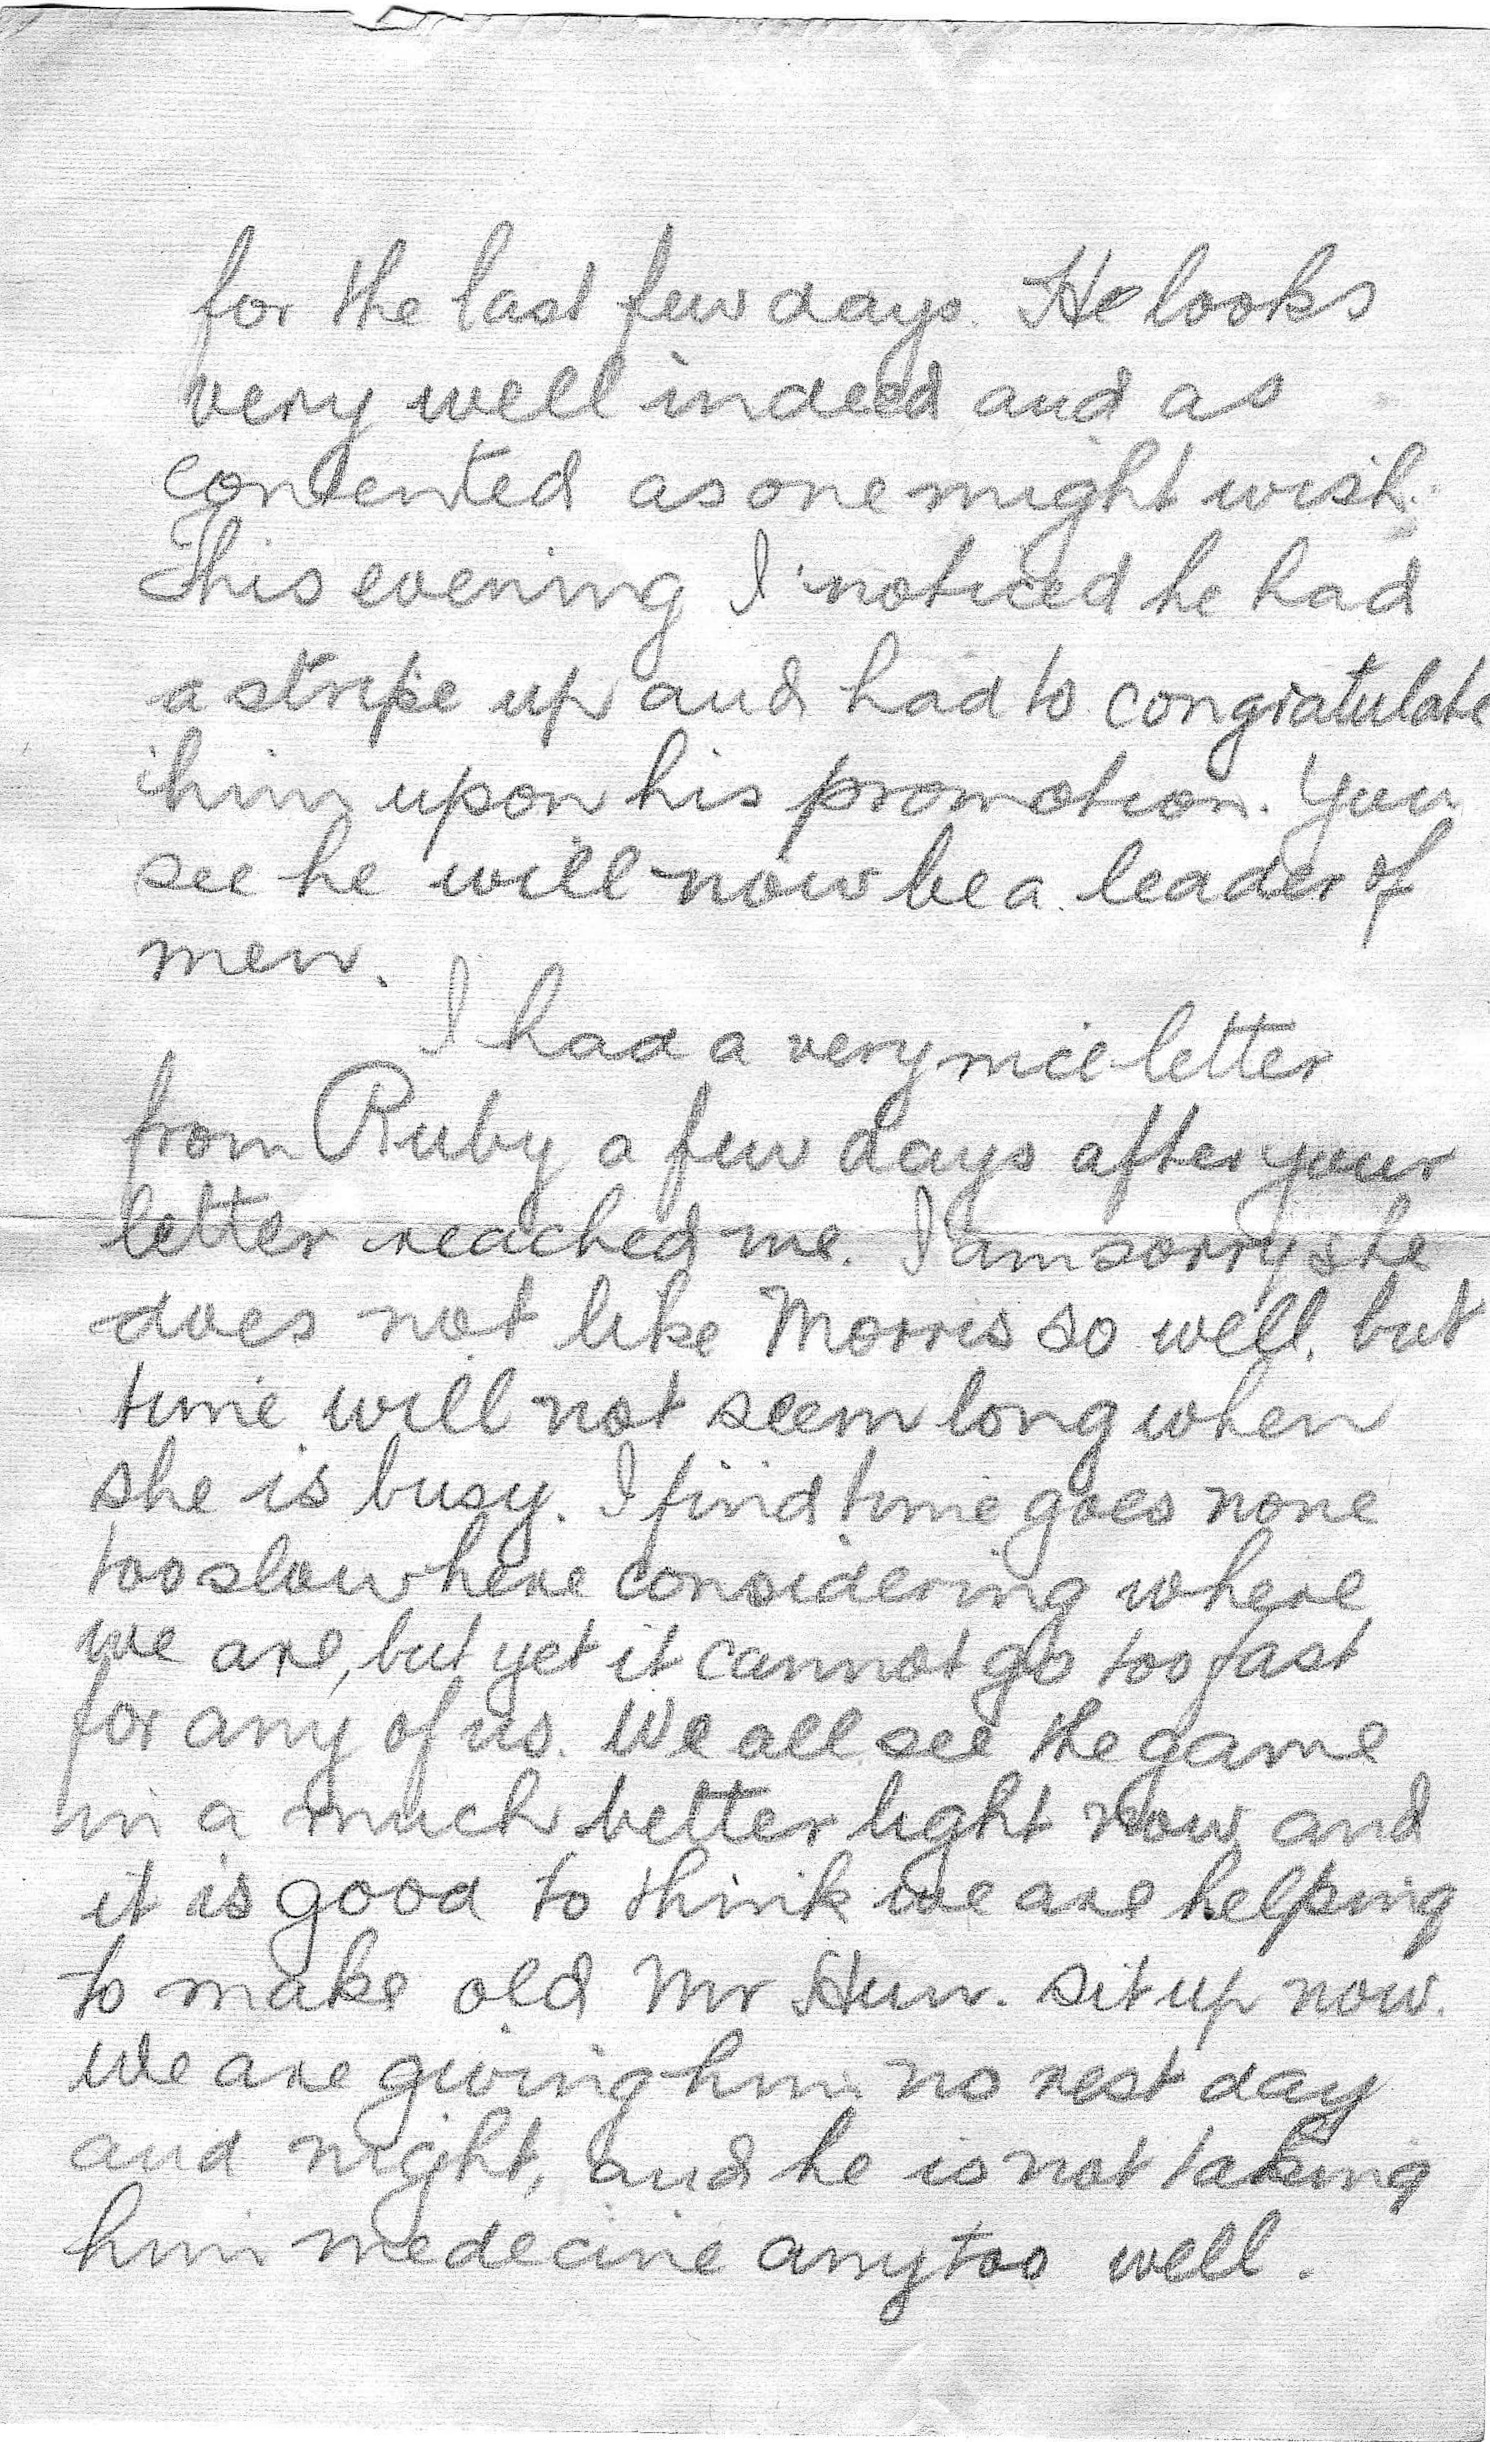 for the last few days. He looks
very well indeed and as
contented as one might wish.
This evening I noticed he had
a stripe up and had to congratulate
him upon his promotion. You
see he will now be a leader of
men.
I had a very nice letter
from Ruby a few days after your
letter reached me. I am sorry she
does not like Morris so well, but
time will not seem long when
she is busy. I find time goes none
too slow here considering where
we are, but yet it cannot go too fast
for any of us. We all see the game
in a much better light now and
it is good to think we are helping
to make old Mr Hun. sit up now.
We are giving him no rest day
and night, and he is not taking
him medecine any too well.